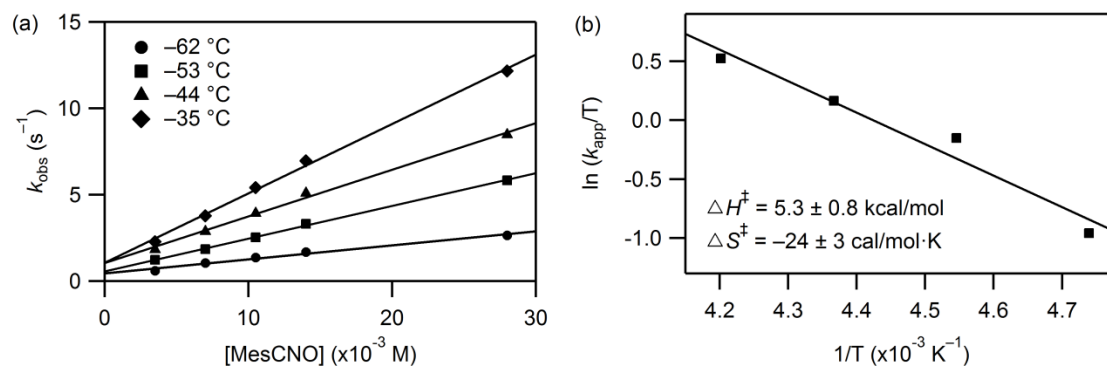 (a)
15
10
5
0
k_obs (s⁻¹)
–62 °C
–53 °C
–44 °C
–35 °C
0 10 20 30
[MesCNO] (x10⁻³ M)
(b)
0.5
0.0
-0.5
-1.0
ln (k_app/T)
△H‡ = 5.3 ± 0.8 kcal/mol
△S‡ = –24 ± 3 cal/mol·K
4.2 4.3 4.4 4.5 4.6 4.7
1/T (x10⁻³ K⁻¹)